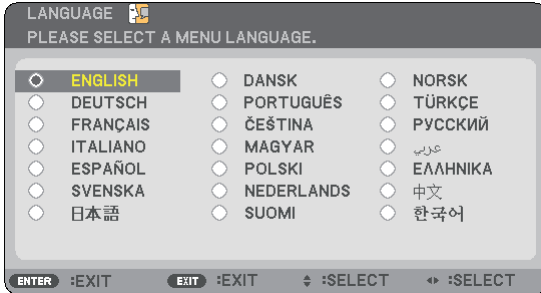 LANGUAGE
PLEASE SELECT A MENU LANGUAGE.
ENGLISH DANSK NORSK
DEUTSCH PORTUGUÊS TÜRKÇE
FRANÇAIS ČEŠTINA РУССКИЙ
ITALIANO MAGYAR عربي
ESPAÑOL POLSKI ΕΛΛΗΝΙΚΑ
SVENSKA NEDERLANDS 中文
日本語 SUOMI 한국어
ENTER :EXIT EXIT :EXIT :SELECT :SELECT